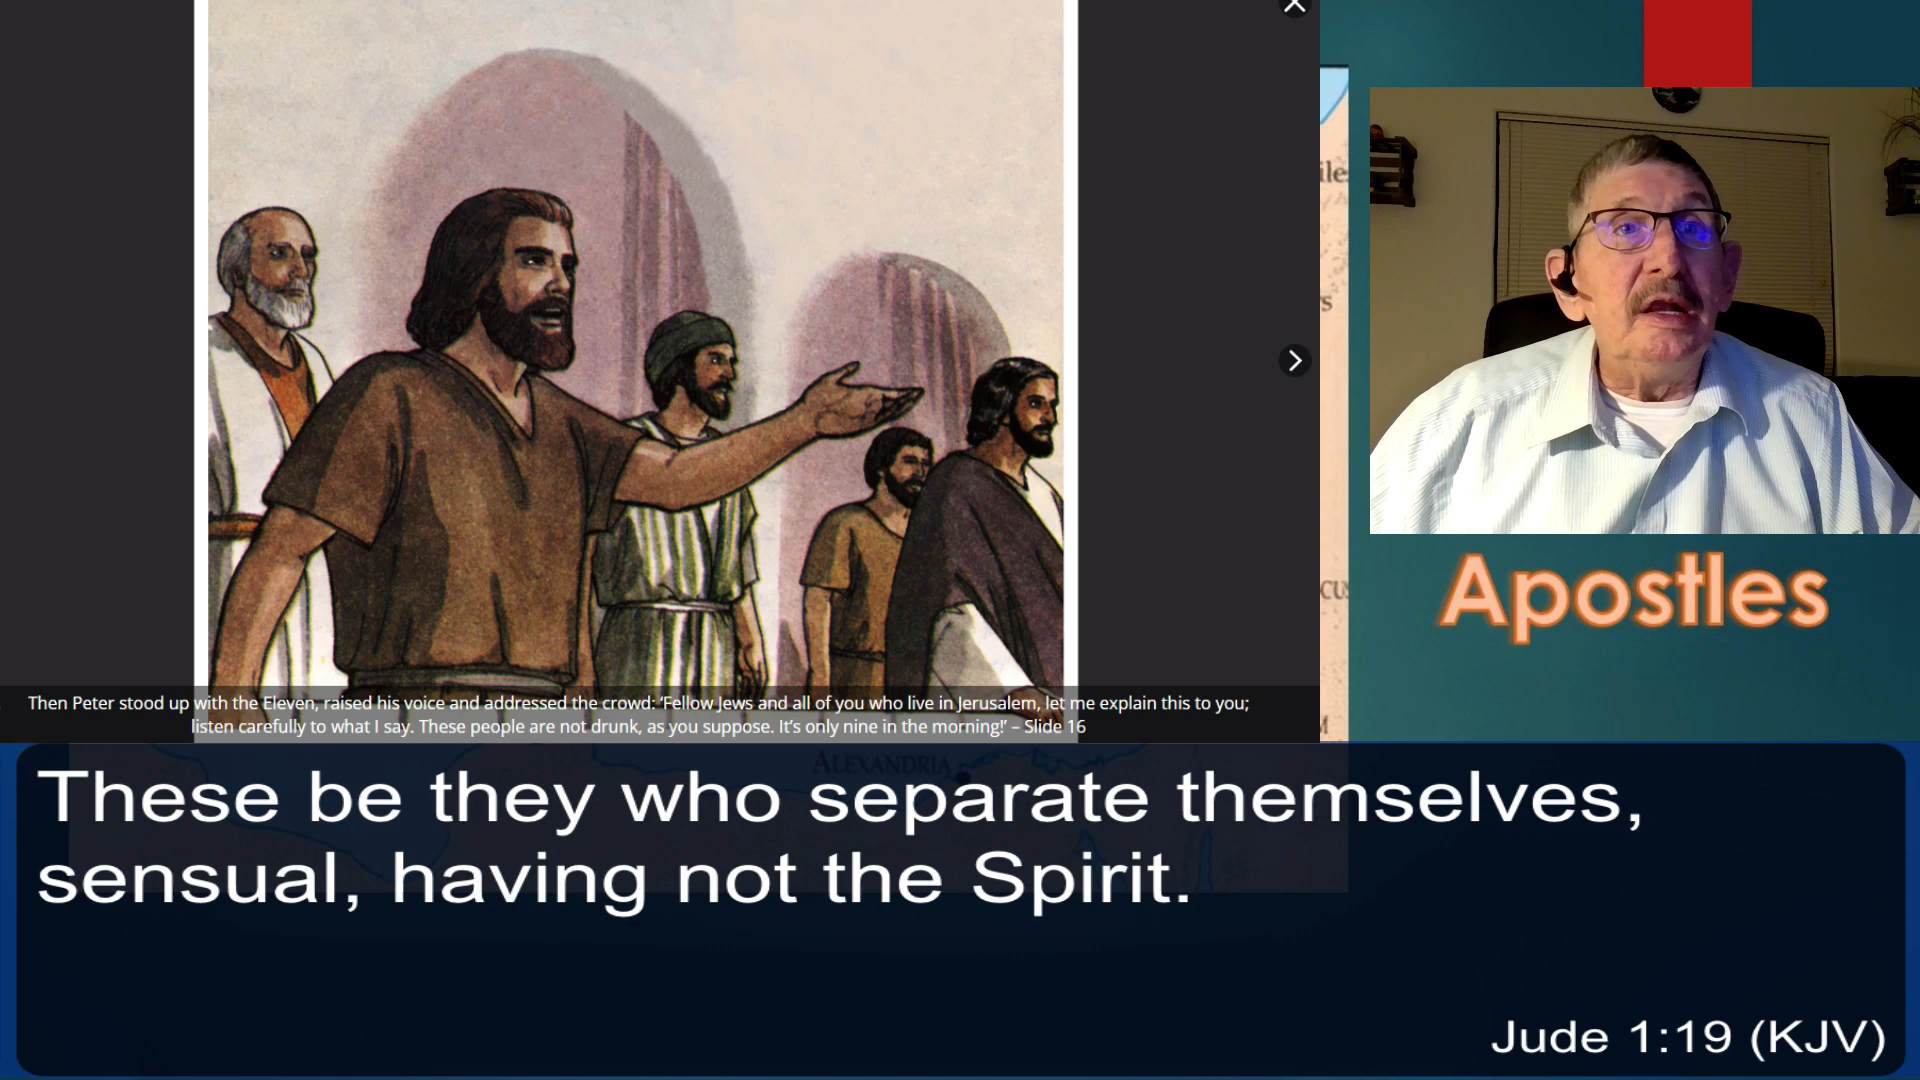 Then Peter stood up with the Eleven, raised his voice and addressed the crowd: ‘Fellow Jews and all of you who live in Jerusalem, let me explain this to you;
listen carefully to what I say. These people are not drunk, as you suppose. It’s only nine in the morning!’ – Slide 16
Apostles
ALEXANDRIA
These be they who separate themselves,
sensual, having not the Spirit.
Jude 1:19 (KJV)